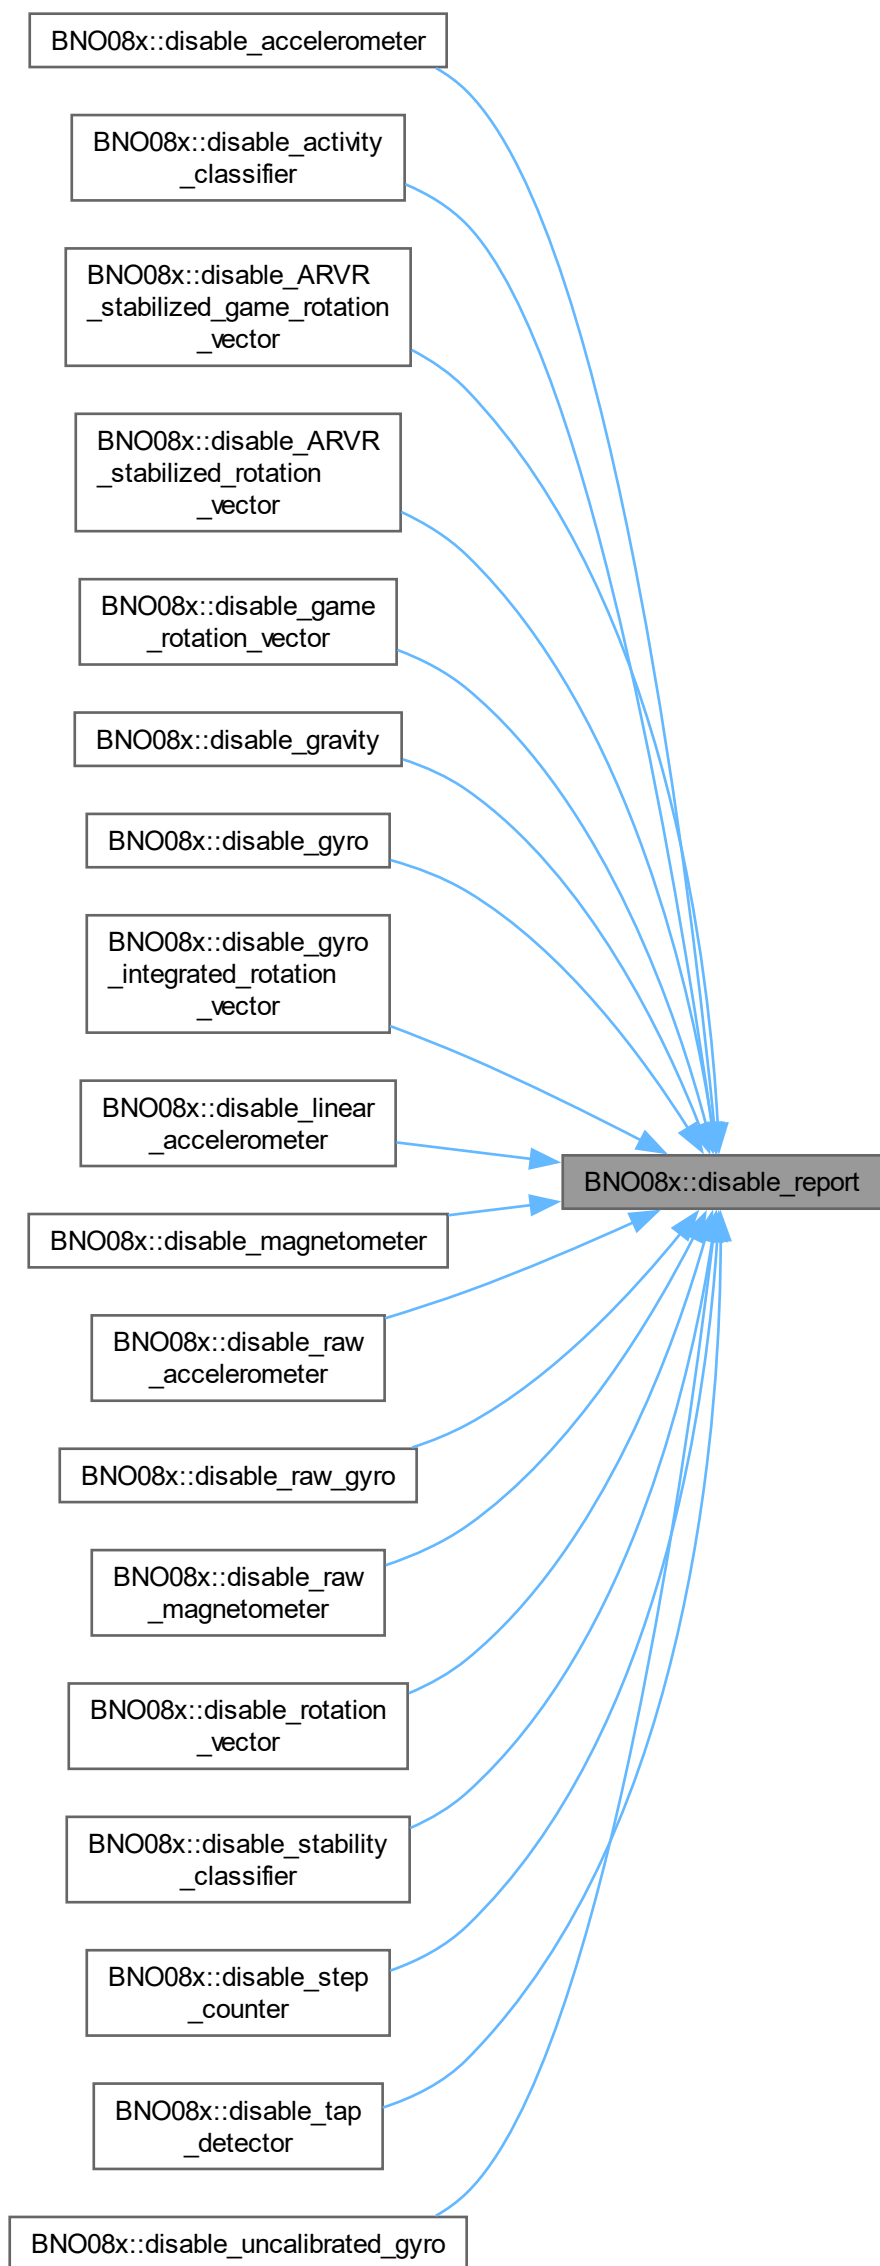 BNO08x::disable_accelerometer
BNO08x::disable_activity
_classifier
BNO08x::disable_ARVR
_stabilized_game_rotation
_vector
BNO08x::disable_ARVR
_stabilized_rotation
_vector
BNO08x::disable_game
_rotation_vector
BNO08x::disable_gravity
BNO08x::disable_gyro
BNO08x::disable_gyro
_integrated_rotation
_vector
BNO08x::disable_linear
_accelerometer
BNO08x::disable_report
BNO08x::disable_magnetometer
BNO08x::disable_raw
_accelerometer
BNO08x::disable_raw_gyro
BNO08x::disable_raw
_magnetometer
BNO08x::disable_rotation
_vector
BNO08x::disable_stability
_classifier
BNO08x::disable_step
_counter
BNO08x::disable_tap
_detector
BNO08x::disable_uncalibrated_gyro